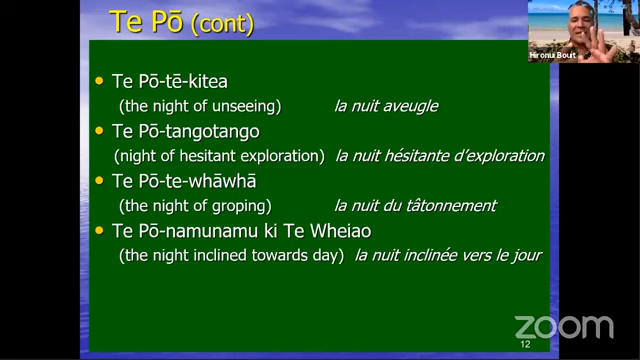 Te Pō (cont)
Hironui Bouit
• Te Pō-tē-kitea
(the night of unseeing) la nuit aveugle
• Te Pō-tangotango
(night of hesitant exploration) la nuit hésitante d'exploration
• Te Pō-te-whāwhā
(the night of groping) la nuit du tâtonnement
• Te Pō-namunamu ki Te Wheiao
(the night inclined towards day) la nuit inclinée vers le jour
zoom
12